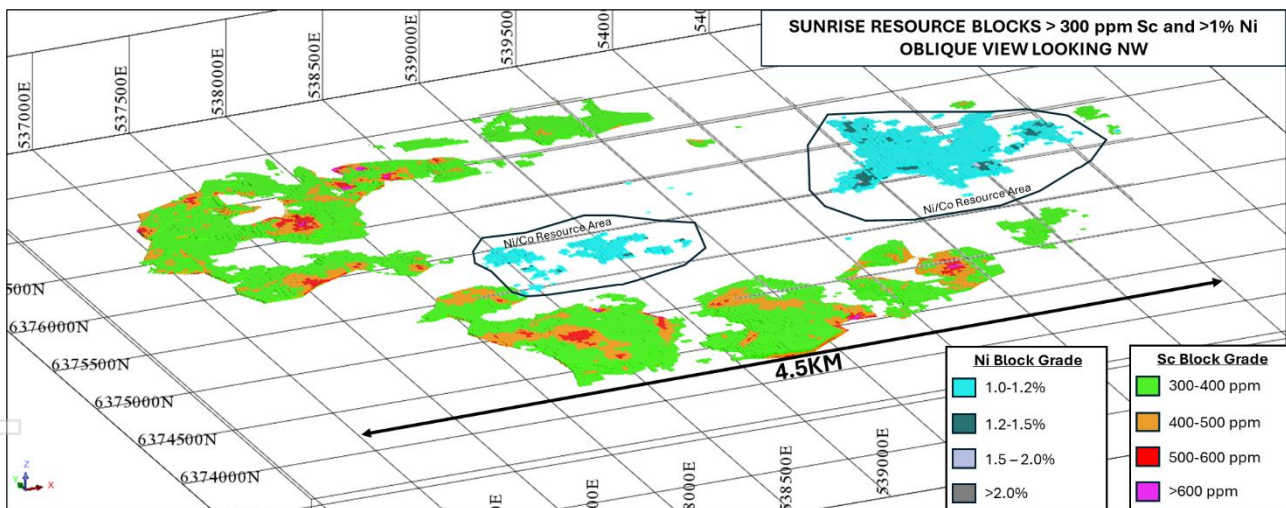 SUNRISE RESOURCE BLOCKS > 300 ppm Sc and >1% Ni
OBLIQUE VIEW LOOKING NW
537000E
537500E
538000E
538500E
539000E
539500
Ni/Co Resource Area
Ni/Co Resource Area
500N
6376000N
6375500N
6375000N
6374500N
6374000N
4.5KM
538500E
539000E
Ni Block Grade
1.0-1.2%
1.2-1.5%
1.5 – 2.0%
>2.0%
Sc Block Grade
300-400 ppm
400-500 ppm
500-600 ppm
>600 ppm
Z
Y
X